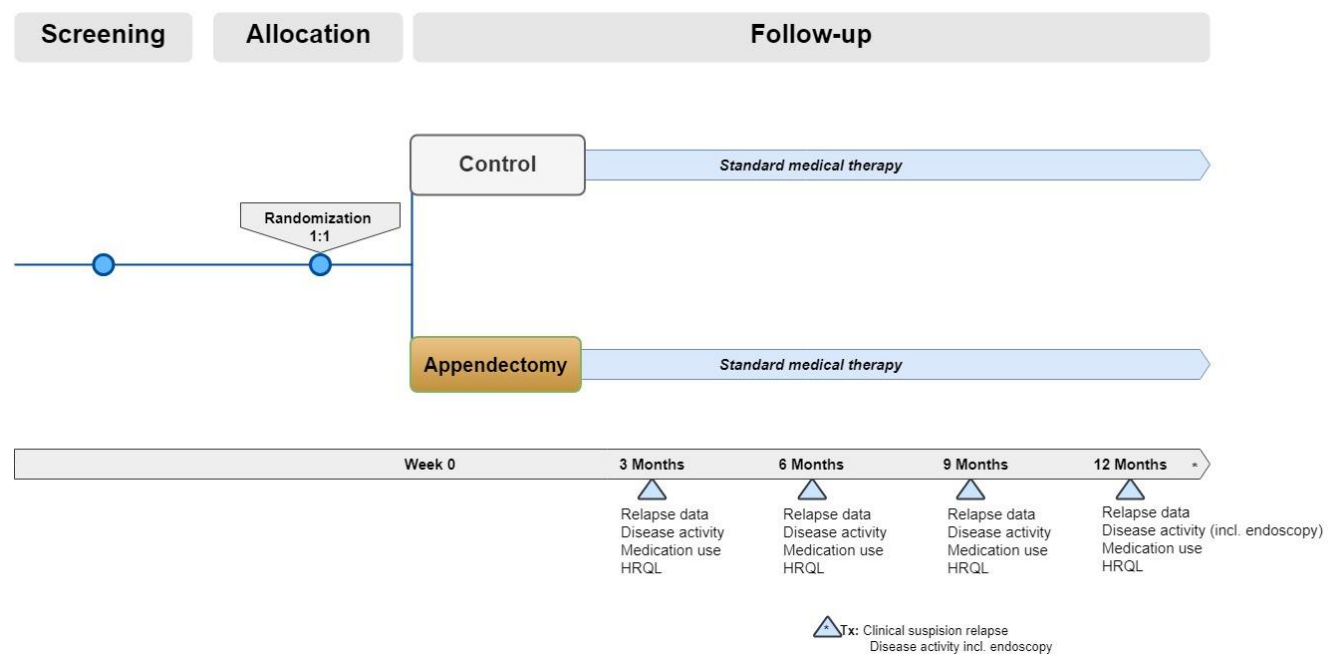 Screening
Allocation
Follow-up
Control
Standard medical therapy
Randomization
1:1
Appendectomy
Standard medical therapy
Week 0
3 Months
6 Months
9 Months
12 Months
*
Relapse data
Disease activity
Medication use
HRQL
Relapse data
Disease activity
Medication use
HRQL
Relapse data
Disease activity
Medication use
HRQL
Relapse data
Disease activity (incl. endoscopy)
Medication use
HRQL
* Tx: Clinical suspision relapse
Disease activity incl. endoscopy